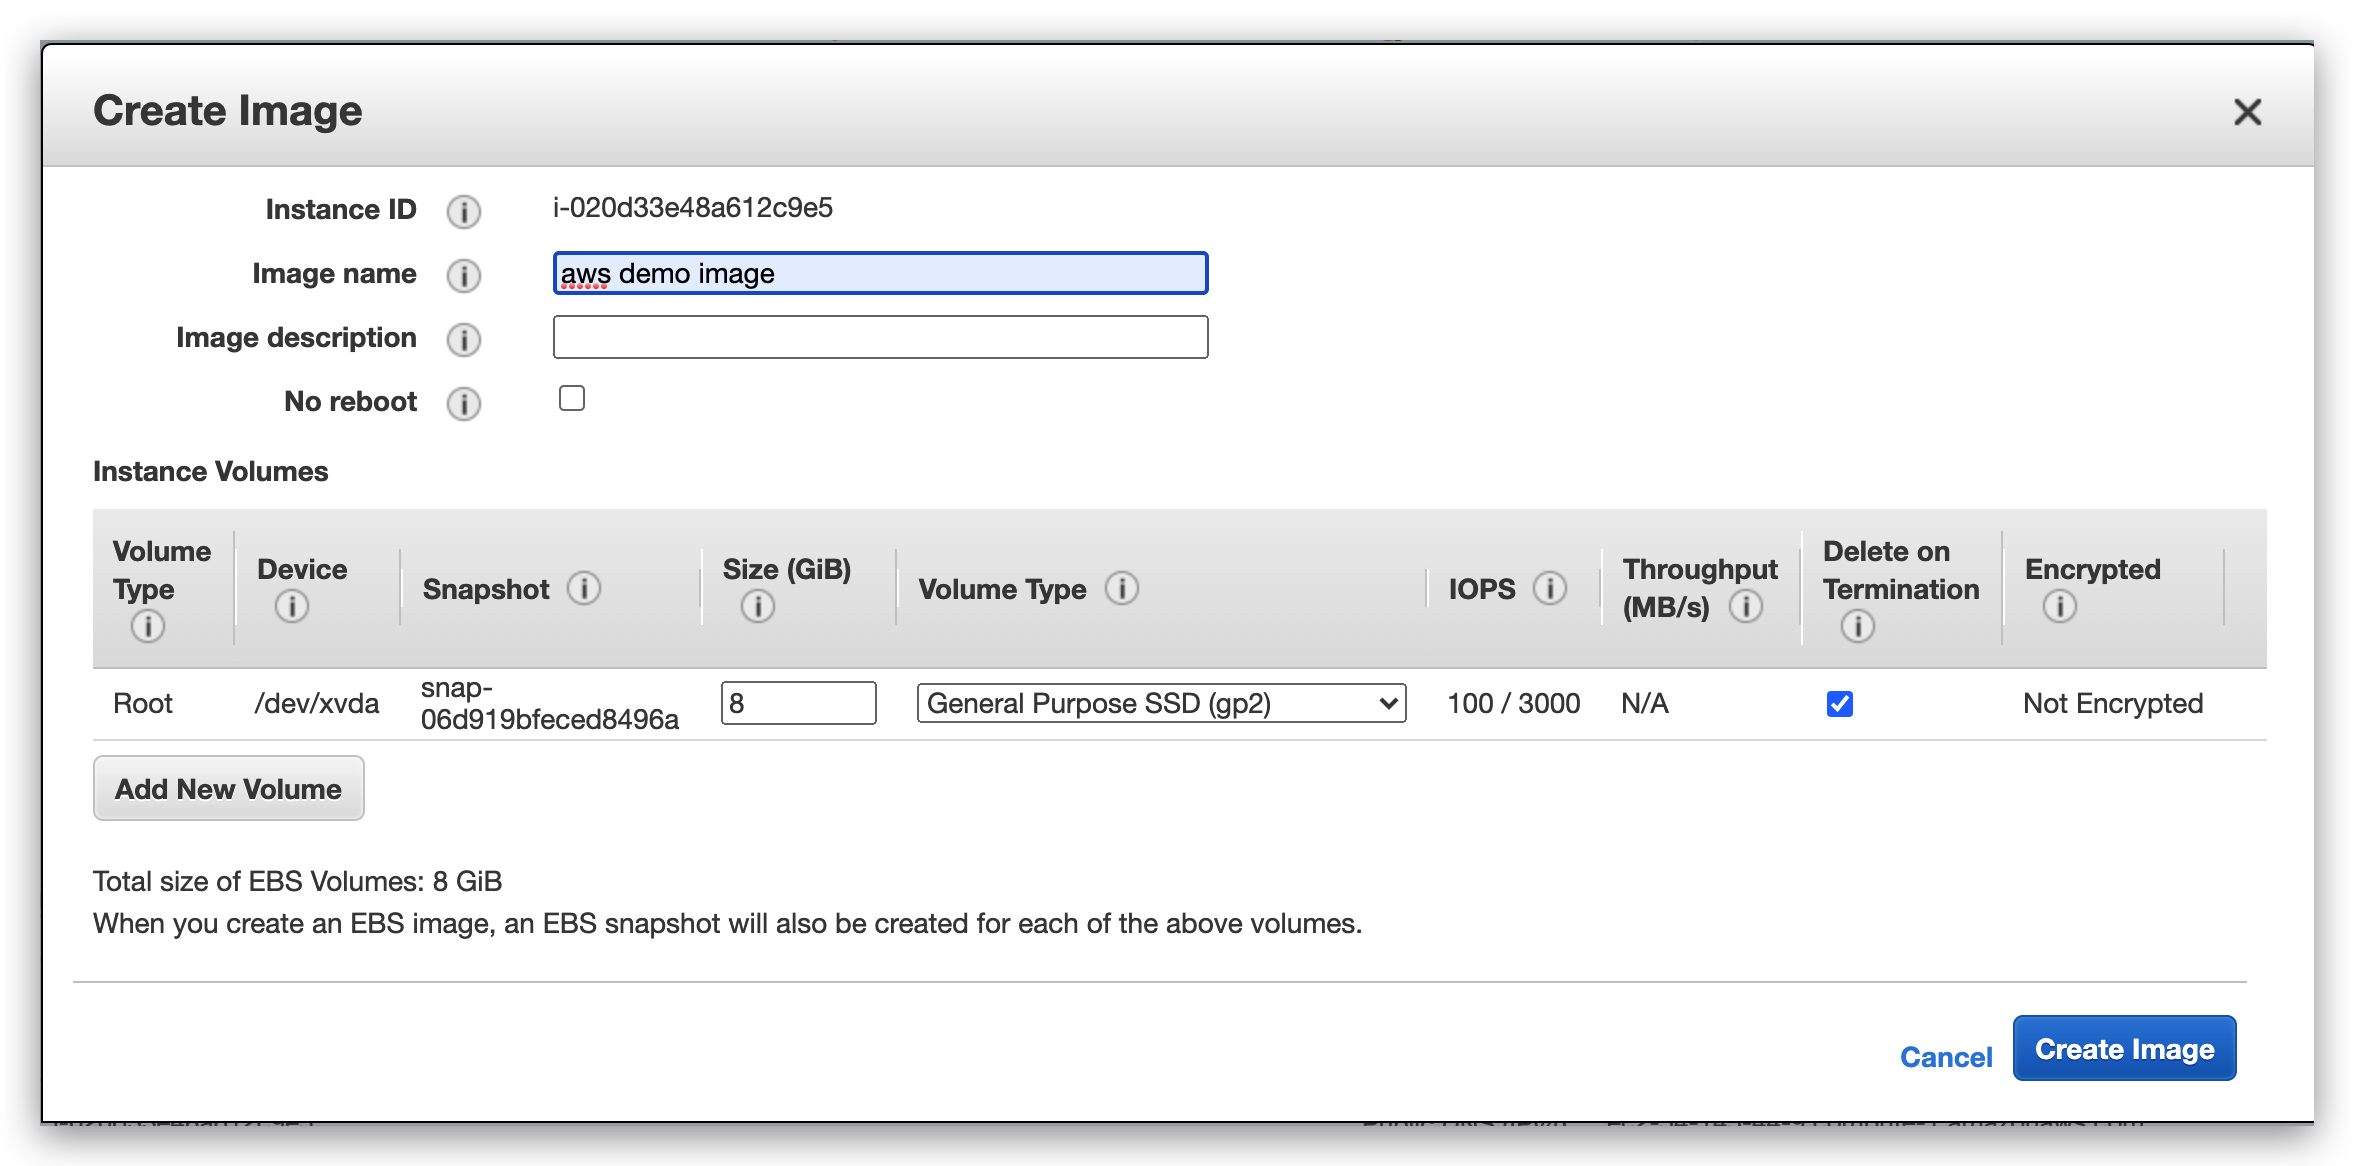 Create Image
Instance ID i-020d33e48a612c9e5
Image name aws demo image
Image description
No reboot
Instance Volumes
Volume Type Device Snapshot Size (GiB) Volume Type IOPS Throughput (MB/s) Delete on Termination Encrypted
Root /dev/xvda snap-06d919bfeced8496a 8 General Purpose SSD (gp2) 100 / 3000 N/A Not Encrypted
Add New Volume
Total size of EBS Volumes: 8 GiB
When you create an EBS image, an EBS snapshot will also be created for each of the above volumes.
Cancel Create Image